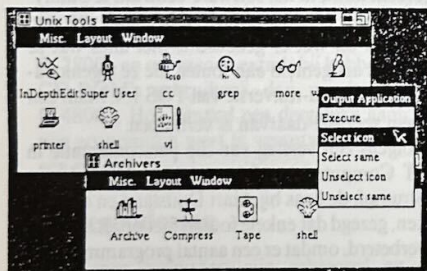 Unix Tools
Misc. Layout Window
InDepthEdit Super User cc grep more
printer shell vi
Output Application
Execute
Select icon
Select same
Unselect icon
Unselect same
Archivers
Misc. Layout Window
Archive Compress Tape shell